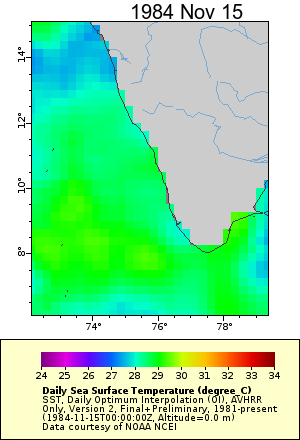 1984 Nov 15
14°
12°
10°
8°
74° 76° 78°
24 25 26 27 28 29 30 31 32 33 34
Daily Sea Surface Temperature (degree_C)
SST, Daily Optimum Interpolation (OI), AVHRR
Only, Version 2, Final+Preliminary, 1981-present
(1984-11-15T00:00:00Z, Altitude=0.0 m)
Data courtesy of NOAA NCEI